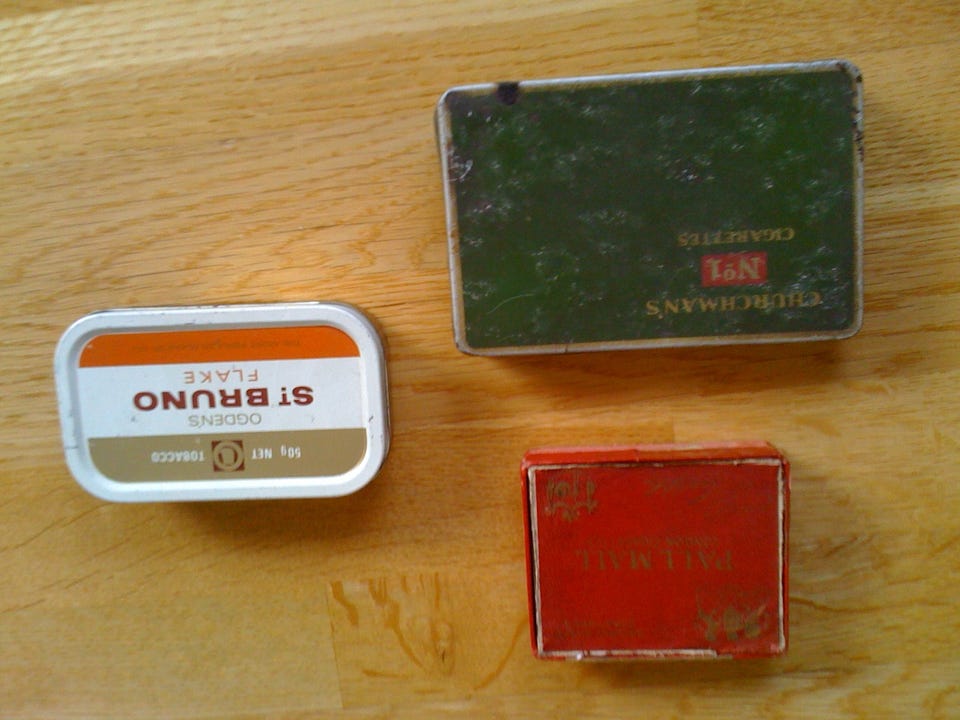 CHURCHMAN'S
No1
CIGARETTES
50g NET TOBACCO
OGDEN'S
ST BRUNO
FLAKE
PALL MALL